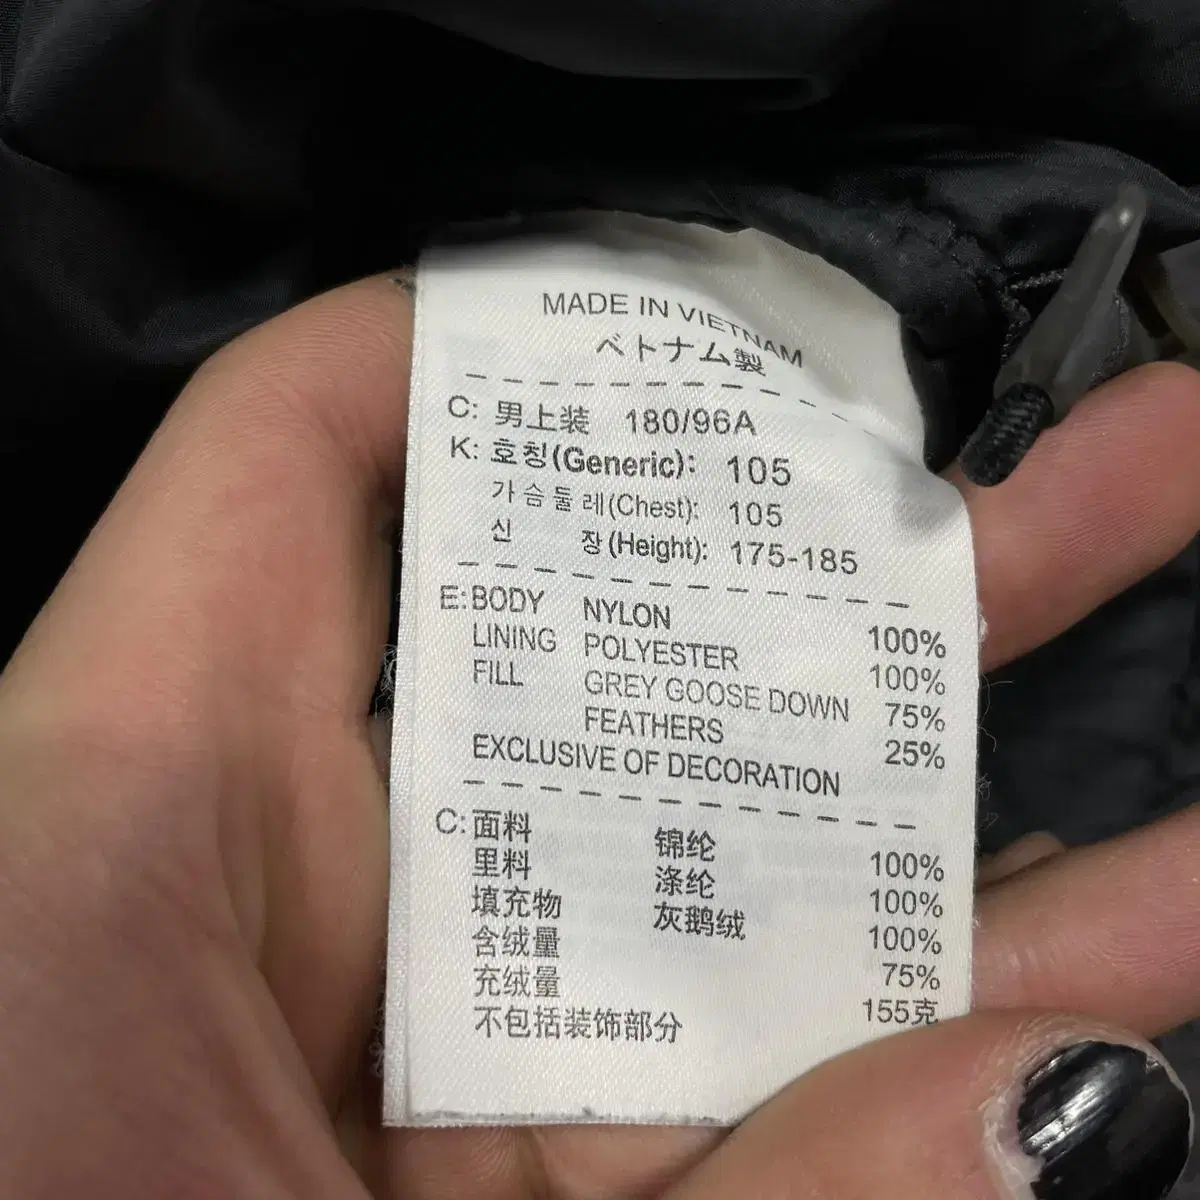 MADE IN VIETNAM
ベトナム製
C: 男上装 180/96A
K: 호칭(Generic): 105
가슴둘레(Chest): 105
신 장(Height): 175-185
E: BODY NYLON 100%
LINING POLYESTER 100%
FILL GREY GOOSE DOWN 75%
FEATHERS 25%
EXCLUSIVE OF DECORATION
C: 面料 锦纶 100%
里料 涤纶 100%
填充物 灰鹅绒 100%
含绒量 75%
充绒量 155克
不包括装饰部分